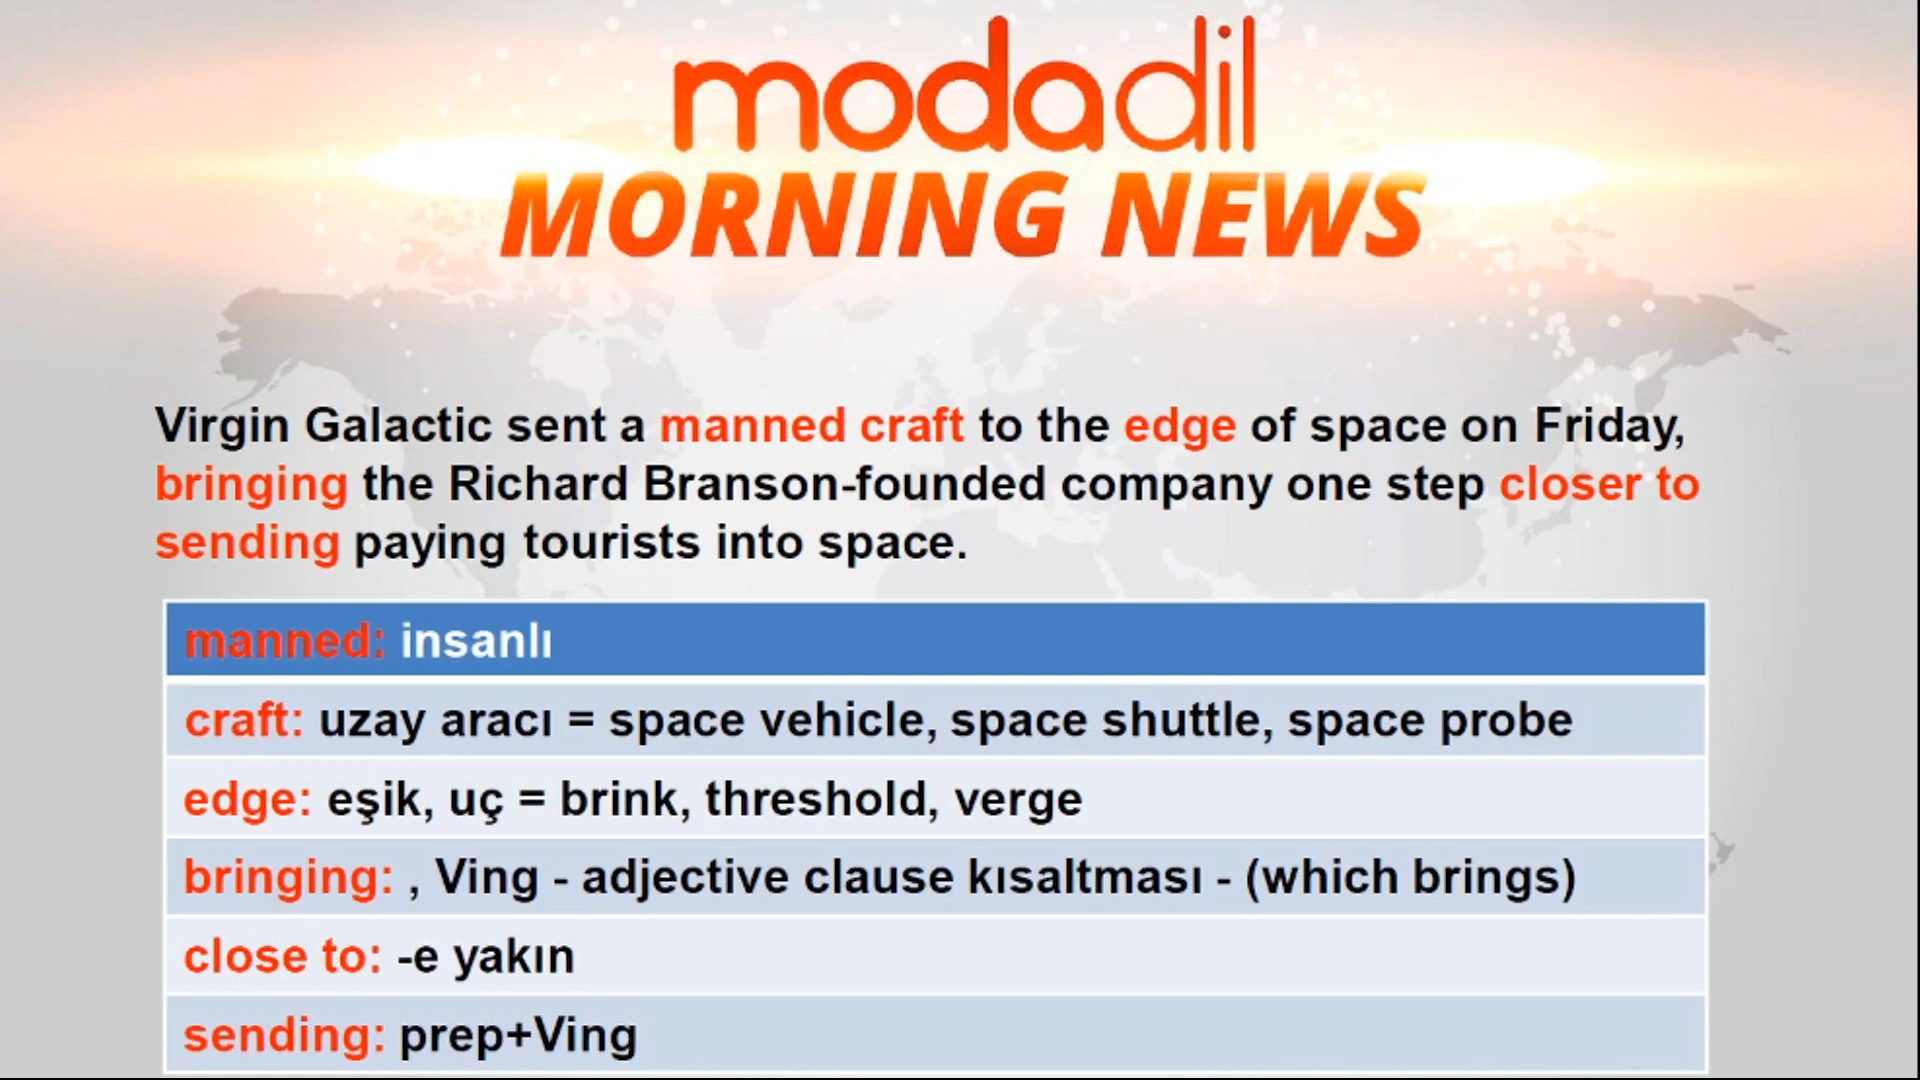 modadil
MORNING NEWS
Virgin Galactic sent a manned craft to the edge of space on Friday,
bringing the Richard Branson-founded company one step closer to
sending paying tourists into space.
manned: insanlı
craft: uzay aracı = space vehicle, space shuttle, space probe
edge: eşik, uç = brink, threshold, verge
bringing: , Ving - adjective clause kısaltması - (which brings)
close to: -e yakın
sending: prep+Ving